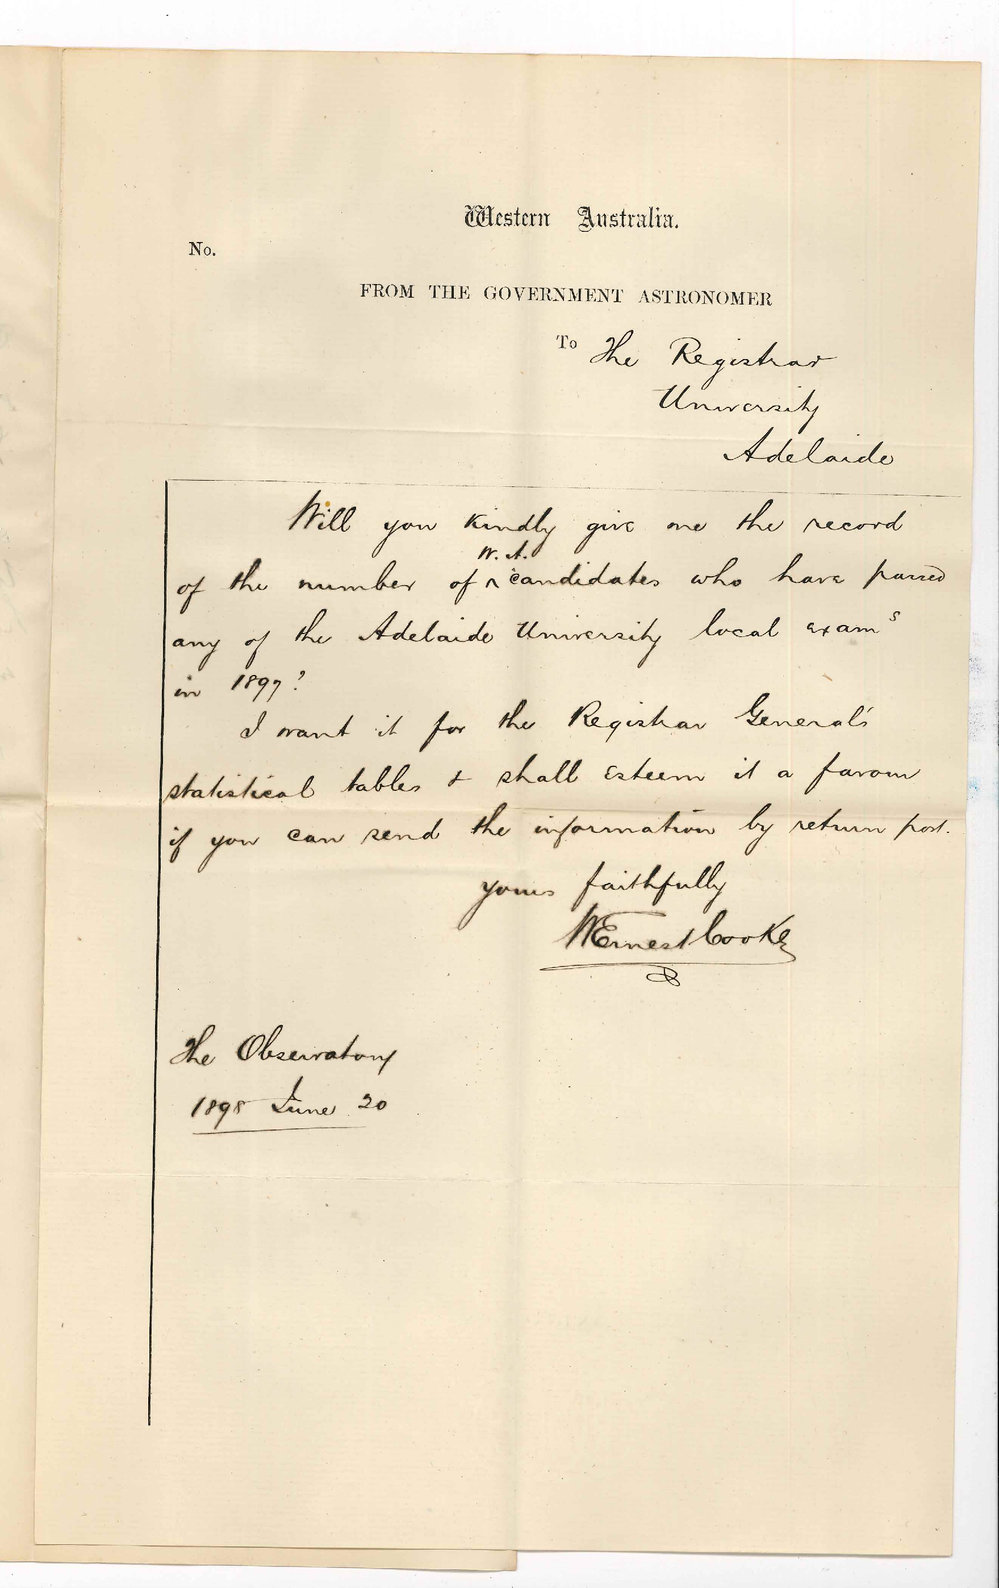 Western Australia.
No.
FROM THE GOVERNMENT ASTRONOMER
To The Registrar
University
Adelaide
Will you kindly give me the record
W. A.
of the number of ^ candidates who have passed
any of the Adelaide University local exams
in 1897?
I want it for the Registrar General's
statistical tables & shall esteem it a favour
if you can send the information by return post.
yours faithfully
WErnest Cooke
The Observatory
1898 June 20